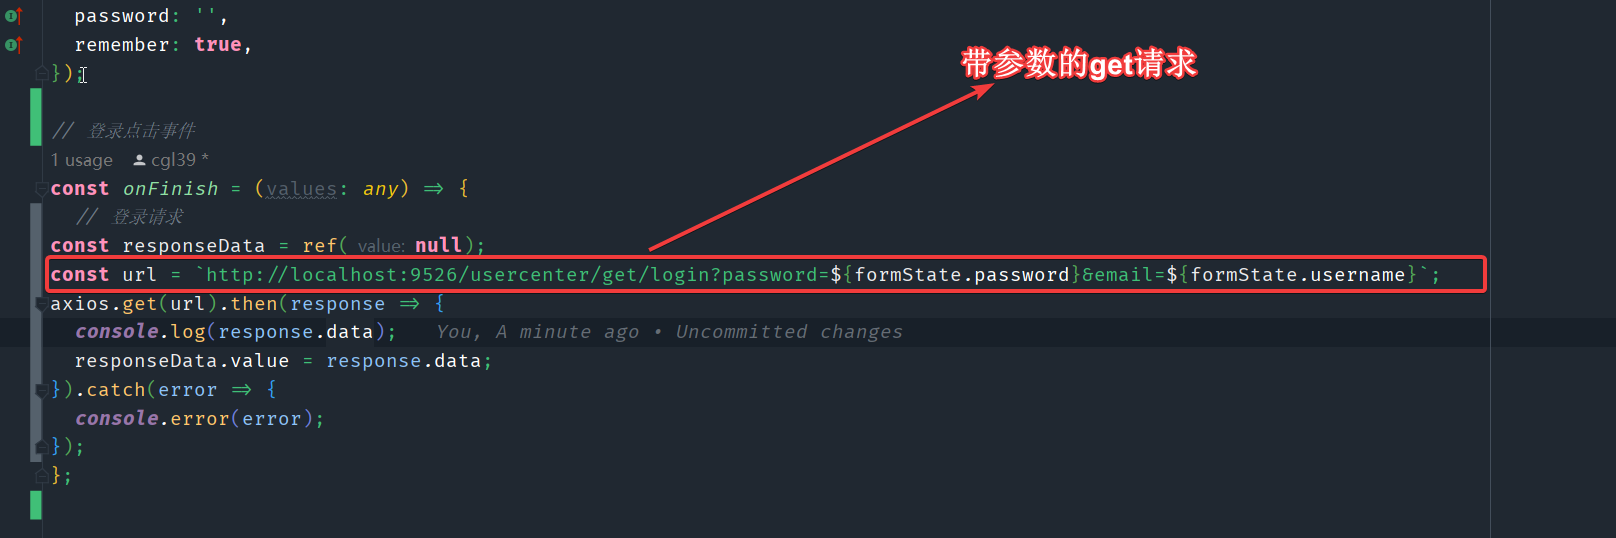 password: '',
remember: true,
});
带参数的get请求
// 登录点击事件
1 usage cgl39 *
const onFinish = (values: any) => {
// 登录请求
const responseData = ref( value: null);
const url = `http://localhost:9526/usercenter/get/login?password=${formState.password}&email=${formState.username}`;
axios.get(url).then(response => {
console.log(response.data); You, A minute ago • Uncommitted changes
responseData.value = response.data;
}).catch(error => {
console.error(error);
});
};